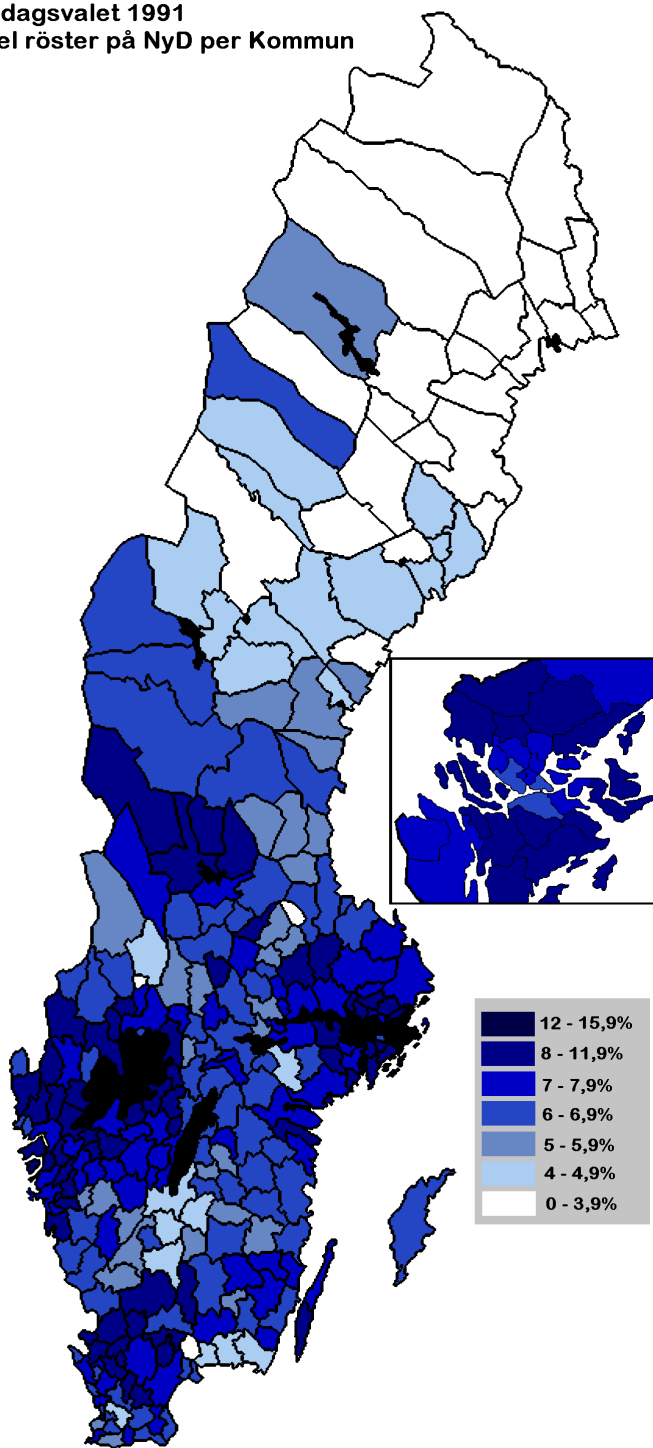 dagsvalet 1991
el röster på NyD per Kommun
12 - 15,9%
8 - 11,9%
7 - 7,9%
6 - 6,9%
5 - 5,9%
4 - 4,9%
0 - 3,9%